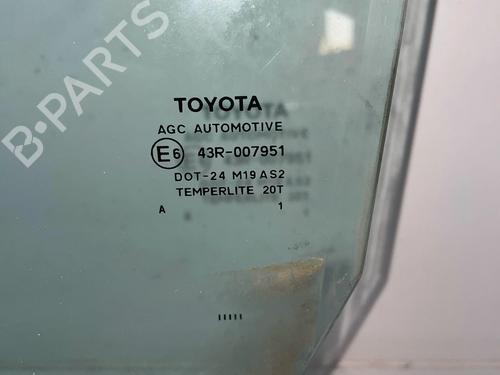 TOYOTA
AGC AUTOMOTIVE
E6 43R-007951
DOT-24 M19 AS2
TEMPERLITE 20T
A 1
B-PARTS